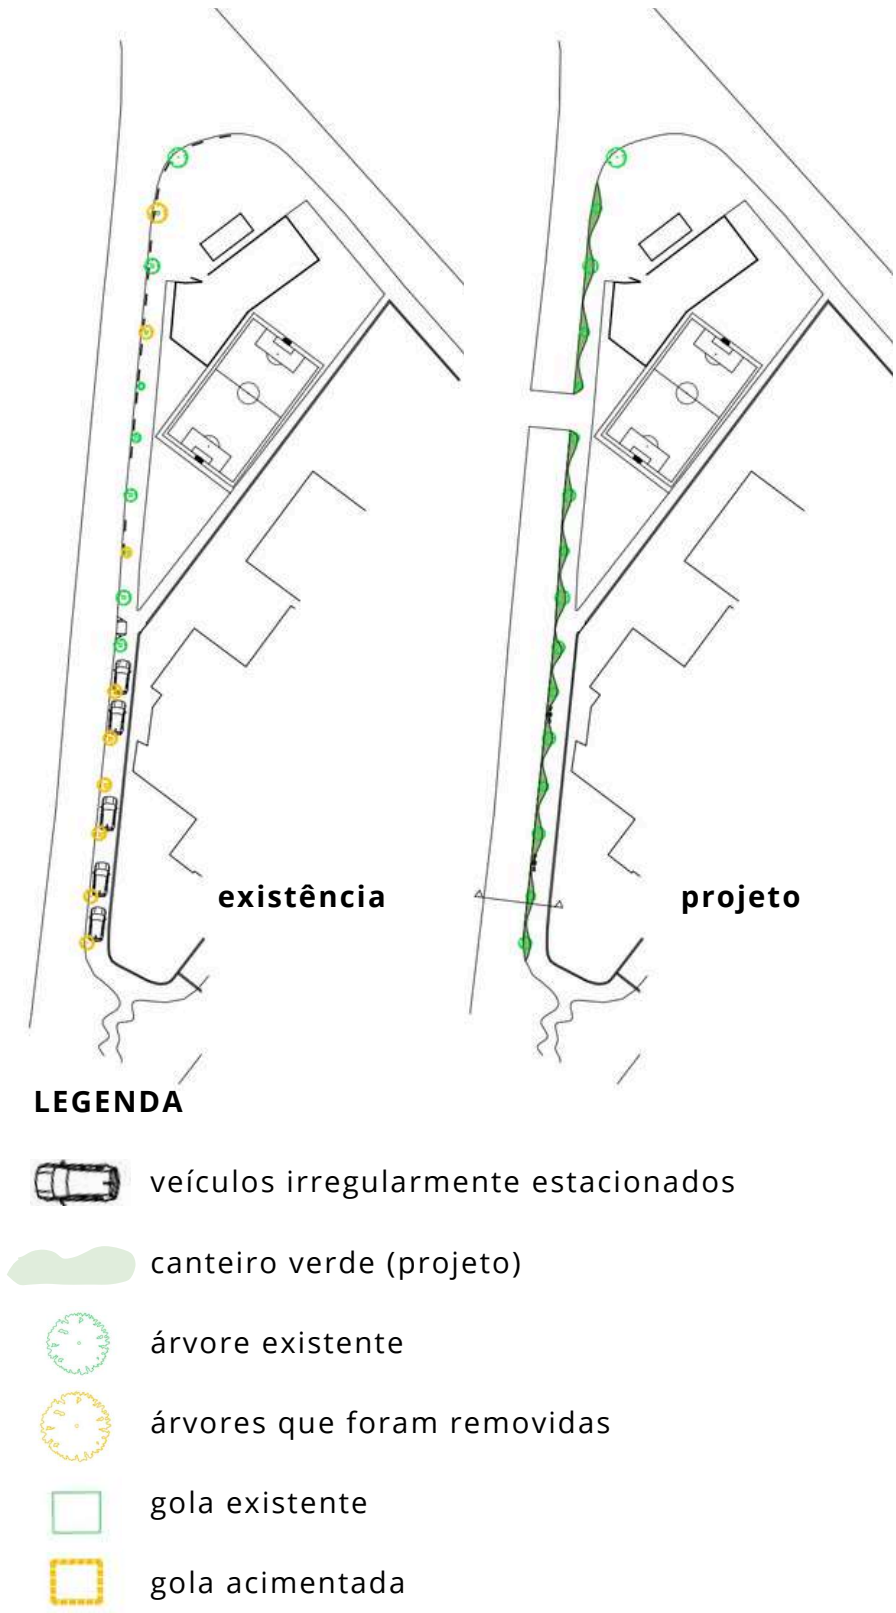 existência
projeto
LEGENDA
veículos irregularmente estacionados
canteiro verde (projeto)
árvore existente
árvores que foram removidas
gola existente
gola acimentada